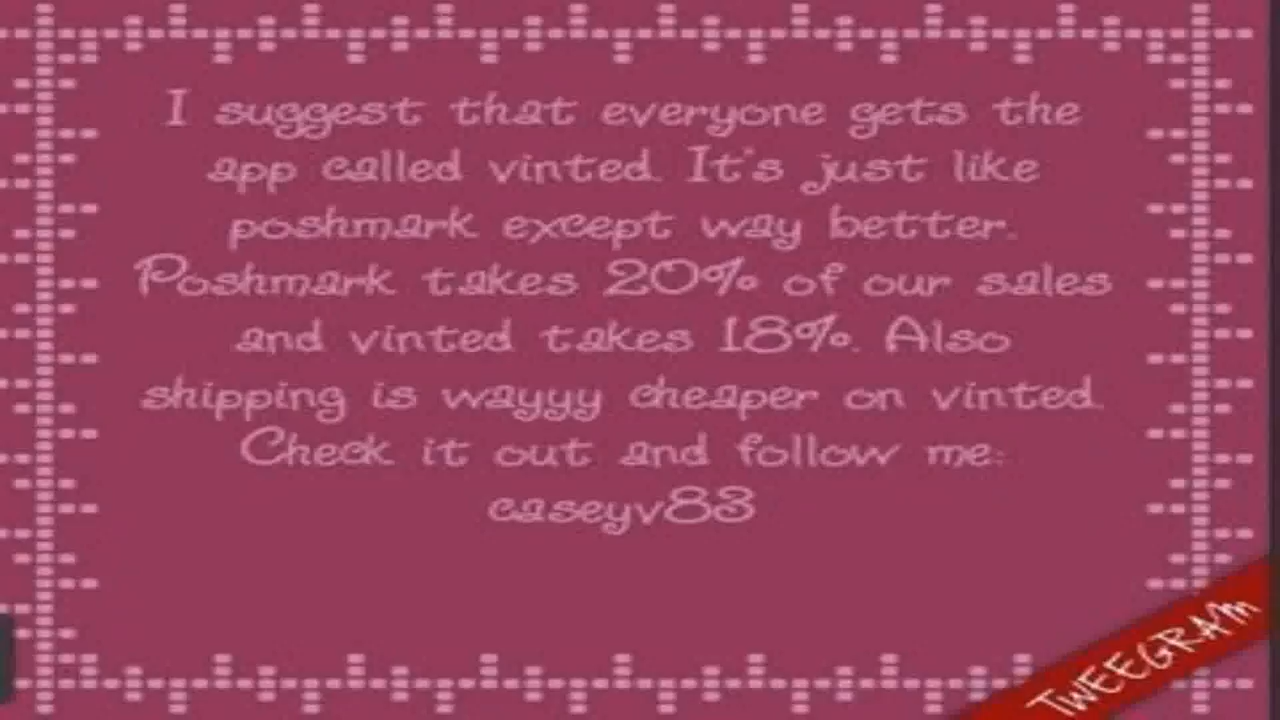 I suggest that everyone gets the
app called vinted. It's just like
poshmark except way better.
Poshmark takes 20% of our sales
and vinted takes 18%. Also
shipping is wayyy cheaper on vinted.
Check it out and follow me:
caseyv83
TWEEGRAM